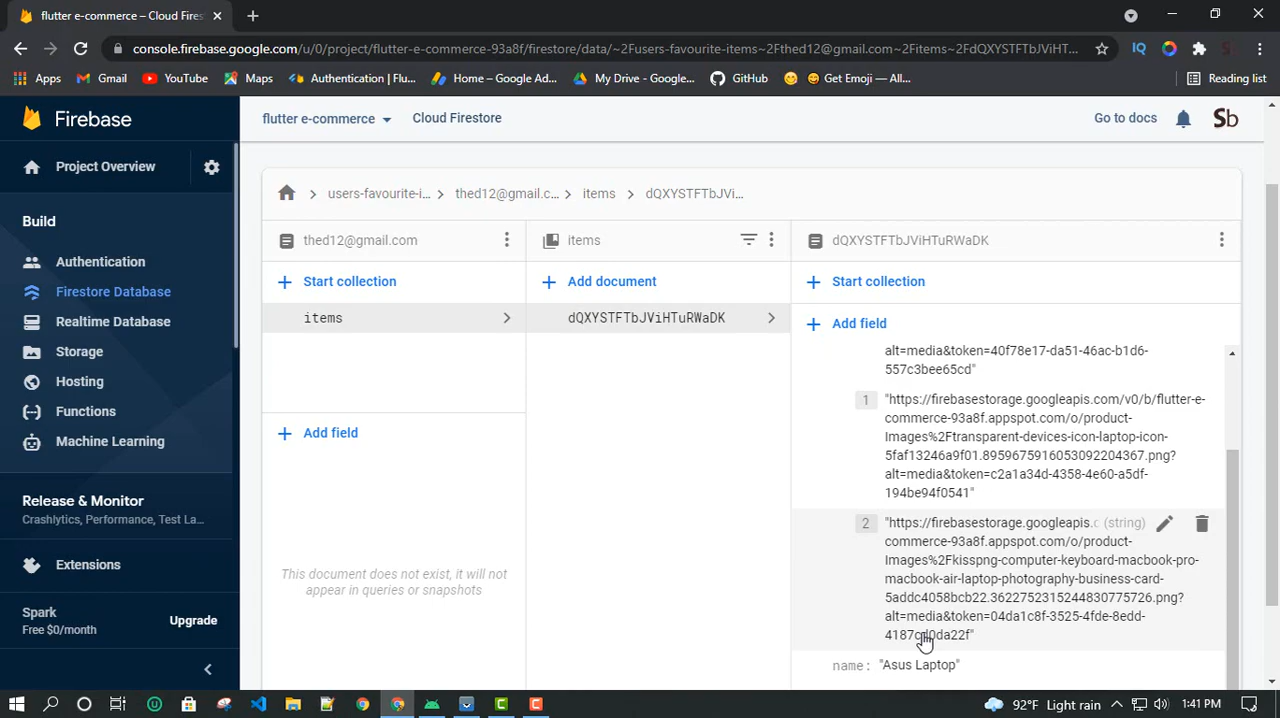 flutter e-commerce – Cloud Fires
console.firebase.google.com/u/0/project/flutter-e-commerce-93a8f/firestore/data/~2Fusers-favourite-items~2Fthed12@gmail.com~2Fitems~2FdQXYSTFTbJViHT...
IQ
Apps
Gmail
YouTube
Maps
Authentication | Flu...
Home – Google Ad...
My Drive - Google...
GitHub
Get Emoji — All...
Reading list
Firebase
flutter e-commerce
Cloud Firestore
Go to docs
Sb
Project Overview
users-favourite-i...
thed12@gmail.c...
items
dQXYSTFTbJVi...
Build
thed12@gmail.com
items
dQXYSTFTbJViHTuRWaDK
Authentication
Start collection
Add document
Start collection
Firestore Database
items
dQXYSTFTbJViHTuRWaDK
Add field
Realtime Database
alt=media&token=40f78e17-da51-46ac-b1d6-
557c3bee65cd"
Storage
Hosting
1
"https://firebasestorage.googleapis.com/v0/b/flutter-e-
commerce-93a8f.appspot.com/o/product-
Images%2Ftransparent-devices-icon-laptop-icon-
5faf13246a9f01.8959675916053092204367.png?
alt=media&token=c2a1a34d-4358-4e60-a5df-
194be94f0541"
Functions
Add field
Machine Learning
Release & Monitor
Crashlytics, Performance, Test La...
2
"https://firebasestorage.googleapis.c (string)
commerce-93a8f.appspot.com/o/product-
Images%2Fkisspng-computer-keyboard-macbook-pro-
macbook-air-laptop-photography-business-card-
5addc4058bcb22.3622752315244830775726.png?
alt=media&token=04da1c8f-3525-4fde-8edd-
4187cd0da22f"
Extensions
This document does not exist, it will not
appear in queries or snapshots
Spark
Free $0/month
Upgrade
name: "Asus Laptop"
92°F Light rain
1:41 PM